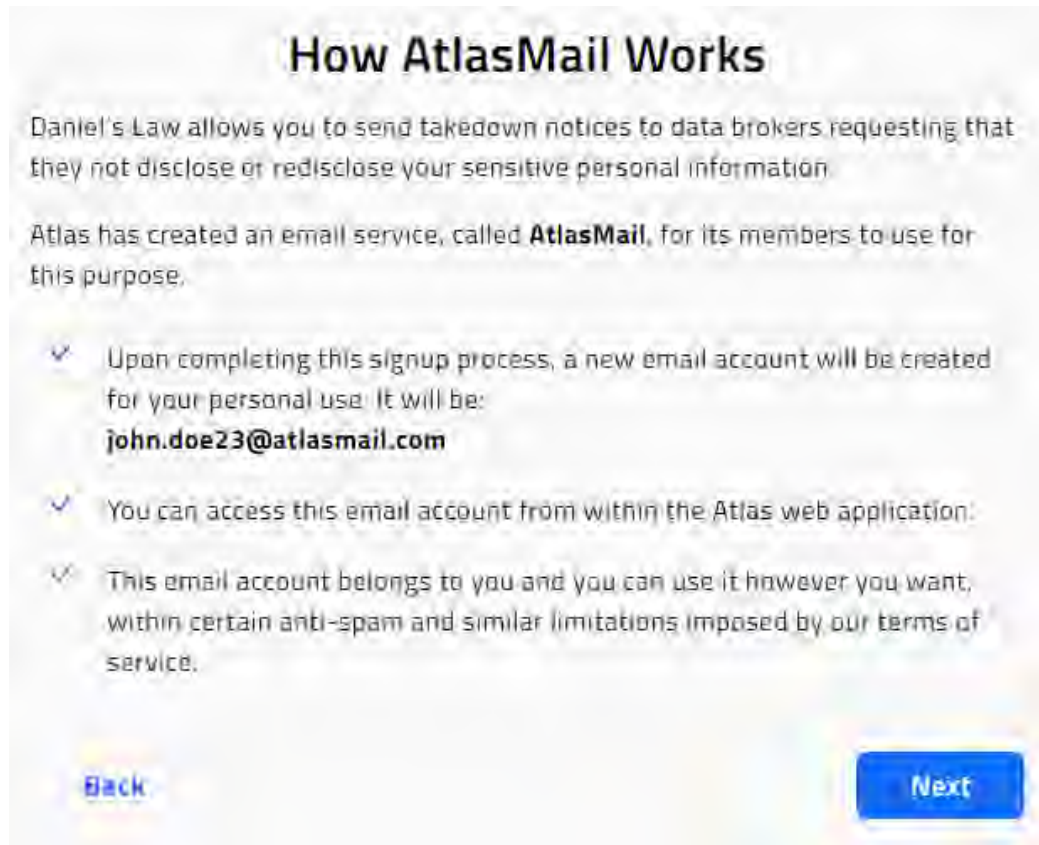 How AtlasMail Works
Daniel's Law allows you to send takedown notices to data brokers requesting that
they not disclose or redisclose your sensitive personal information.
Atlas has created an email service, called AtlasMail, for its members to use for
this purpose.
Upon completing this signup process, a new email account will be created
for your personal use. It will be:
john.doe23@atlasmail.com
You can access this email account from within the Atlas web application.
This email account belongs to you and you can use it however you want,
within certain anti-spam and similar limitations imposed by our terms of
service.
Back
Next